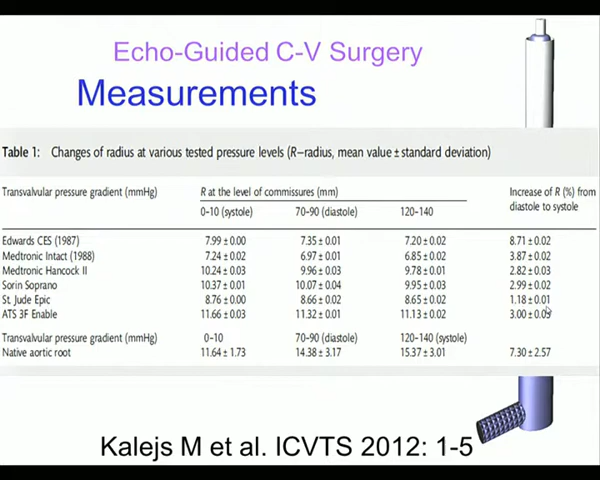 Echo-Guided C-V Surgery
Measurements
Table 1: Changes of radius at various tested pressure levels (R−radius, mean value ± standard deviation)
Transvalvular pressure gradient (mmHg) R at the level of commissures (mm) Increase of R (%) from
diastole to systole
0–10 (systole) 70–90 (diastole) 120–140
Edwards CES (1987) 7.99 ± 0.00 7.35 ± 0.01 7.20 ± 0.02 8.71 ± 0.02
Medtronic Intact (1988) 7.24 ± 0.02 6.97 ± 0.01 6.85 ± 0.02 3.87 ± 0.02
Medtronic Hancock II 10.24 ± 0.03 9.96 ± 0.03 9.78 ± 0.01 2.82 ± 0.03
Sorin Soprano 10.37 ± 0.01 10.07 ± 0.04 9.95 ± 0.03 2.99 ± 0.02
St. Jude Epic 8.76 ± 0.00 8.66 ± 0.02 8.65 ± 0.02 1.18 ± 0.01
ATS 3F Enable 11.66 ± 0.03 11.32 ± 0.01 11.13 ± 0.02 3.00 ± 0.05
Transvalvular pressure gradient (mmHg) 0–10 70–90 (diastole) 120–140 (systole)
Native aortic root 11.64 ± 1.73 14.38 ± 3.17 15.37 ± 3.01 7.30 ± 2.57
Kalejs M et al. ICVTS 2012: 1-5